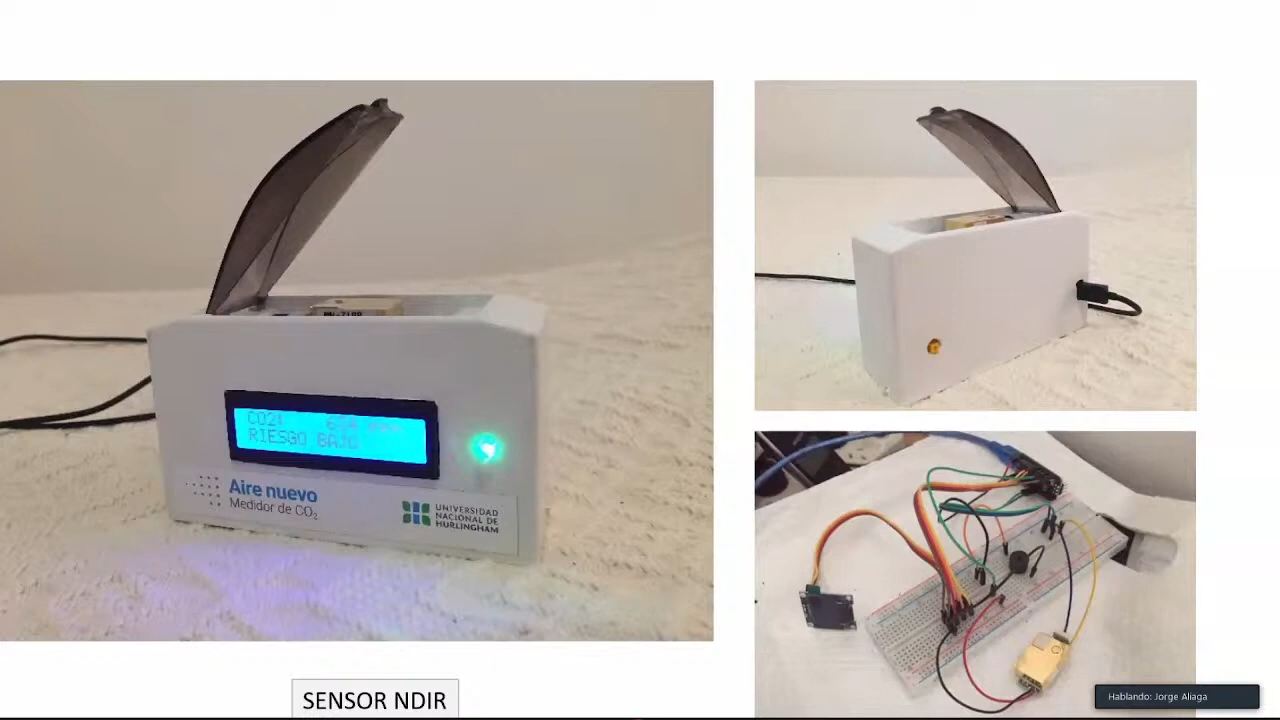 CO2:
RIESGO BAJO
Aire nuevo
Medidor de CO2
UNIVERSIDAD
NACIONAL DE
HURLINGHAM
SENSOR NDIR
Hablando: Jorge Aliaga